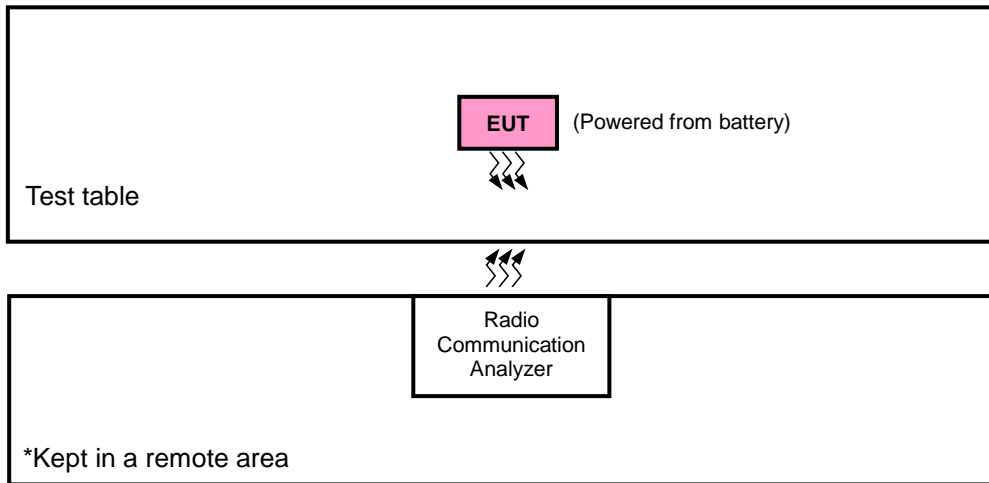 EUT (Powered from battery)
Test table
Radio
Communication
Analyzer
*Kept in a remote area